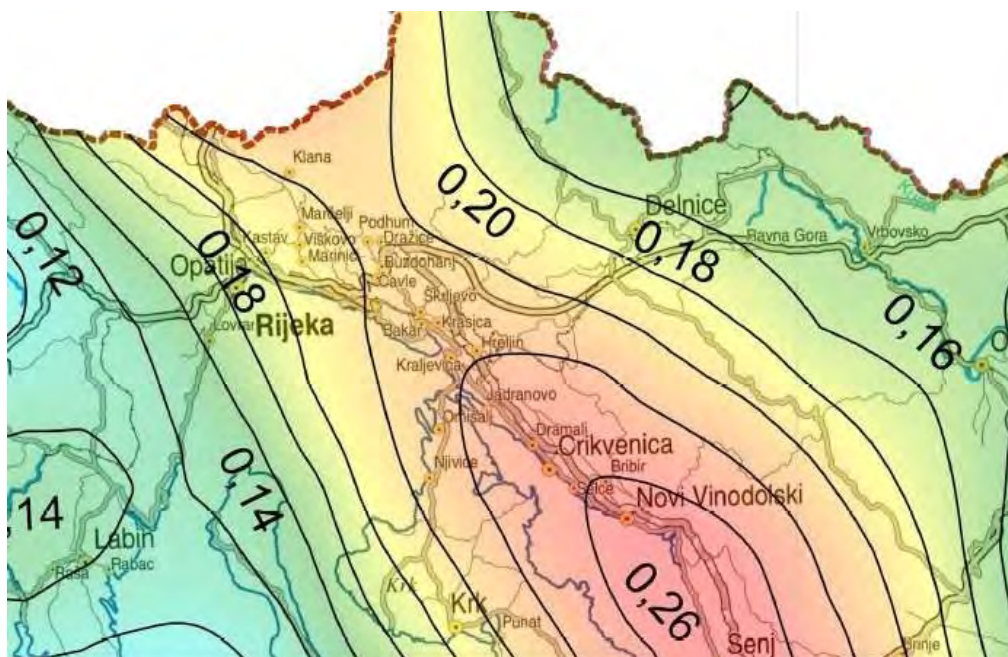 Klana
0,20
Delnice
Marčelji
Podhum
Kastav
Viškovo
Dražice
Ravna Gora
Vrbovsko
0,12
Marinići
Buzdohanj
0,18
Opatija
Čavle
0,18
Škrljevo
0,16
Lovran
Rijeka
Bakar
Krasica
Hreljin
Kraljevica
Jadranovo
Omišalj
Dramalj
Crikvenica
Njivice
Bribir
0,14
Selce
Novi Vinodolski
,14
Labin
Raša
Rabac
Krk
0,26
Krk
Punat
Senj
Brinje